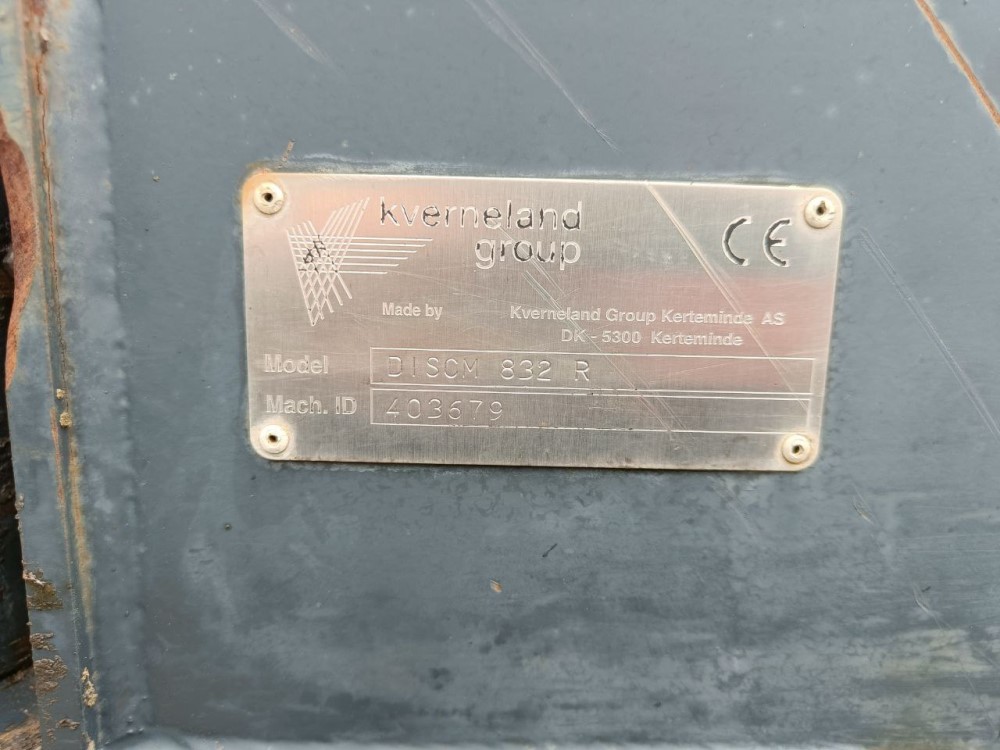 kverneland
group
CE
Made by Kverneland Group Kerteminde AS
DK - 5300 Kerteminde
Model DISCM 832 R
Mach. ID 403679